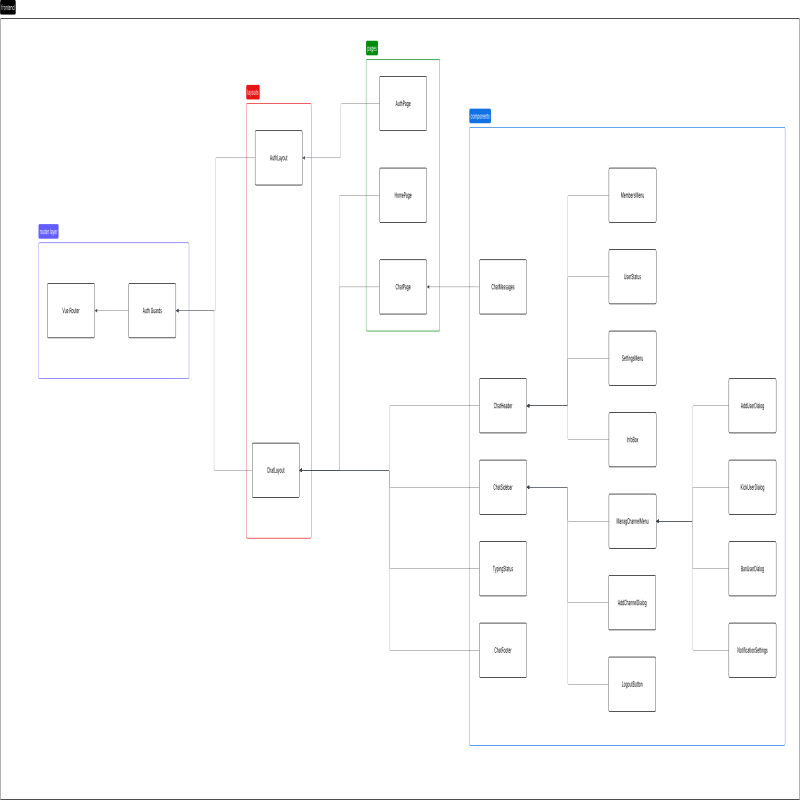 frontend
pages
layouts
AuthPage
components
AuthLayout
HomePage
MembersMenu
router layer
ChatPage
ChatMessages
UserStatus
Vue Router
Auth Guards
SettingsMenu
ChatHeader
AddUserDialog
InfoBox
ChatLayout
ChatSidebar
KickUserDialog
ManagChannelMenu
TypingStatus
BanUserDialog
AddChannelDialog
ChatFooter
NotificationSettings
LogoutButton